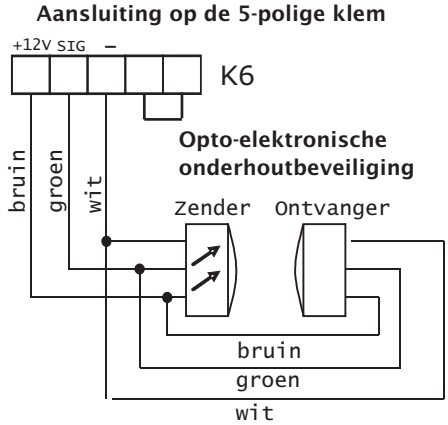 Aansluiting op de 5-polige klem
+12V SIG –
K6
Opto-elektronische
onderhoutbeveiliging
bruin
groen
wit
Zender Ontvanger
bruin
groen
wit